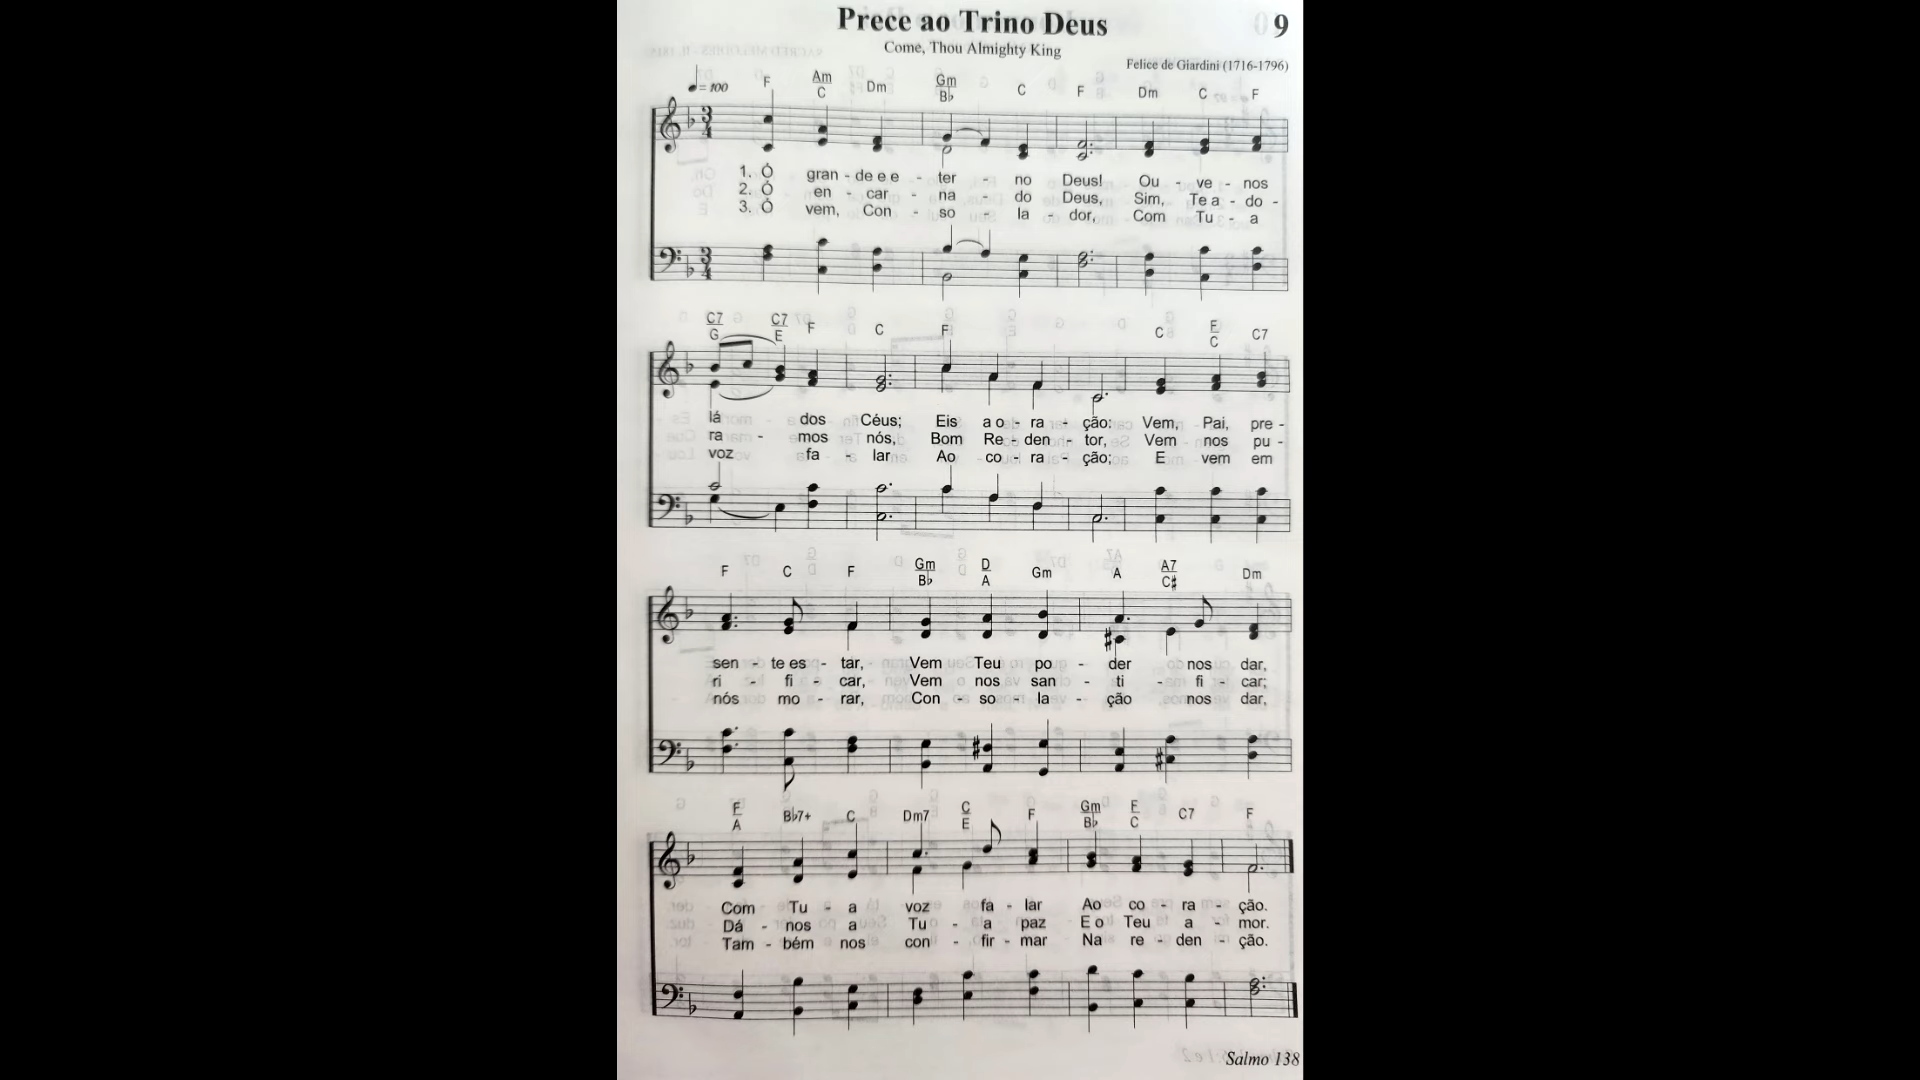 Prece ao Trino Deus 9
Come, Thou Almighty King
Felice de Giardini (1716-1796)
♩= 100 F Am/C Dm Gm/B♭ C F Dm C F
1. Ó gran - de e e - ter - no Deus! Ou - ve - nos
2. Ó en - car - na - do Deus, Sim, Te a - do -
3. Ó vem, Con - so - la - dor, Com Tu - a
C7/G C7/E F C F C F/C C7
lá dos Céus; Eis a o - ra - ção: Vem, Pai, pre -
ra - mos nós, Bom Re - den - tor, Vem nos pu -
voz fa - lar Ao co - ra - ção; E vem em
F C F Gm/B♭ D/A Gm A A7/C♯ Dm
sen - te es - tar, Vem Teu po - der nos dar,
ri - fi - car, Vem nos san - ti - fi - car;
nós mo - rar, Con - so - la - ção nos dar,
F/A B♭7+ C Dm7 C/E F Gm/B♭ F/C C7 F
Com Tu - a voz fa - lar Ao co - ra - ção.
Dá - nos a Tu - a paz E o Teu a - mor.
Tam - bém nos con - fir - mar Na re - den - ção.
Salmo 138